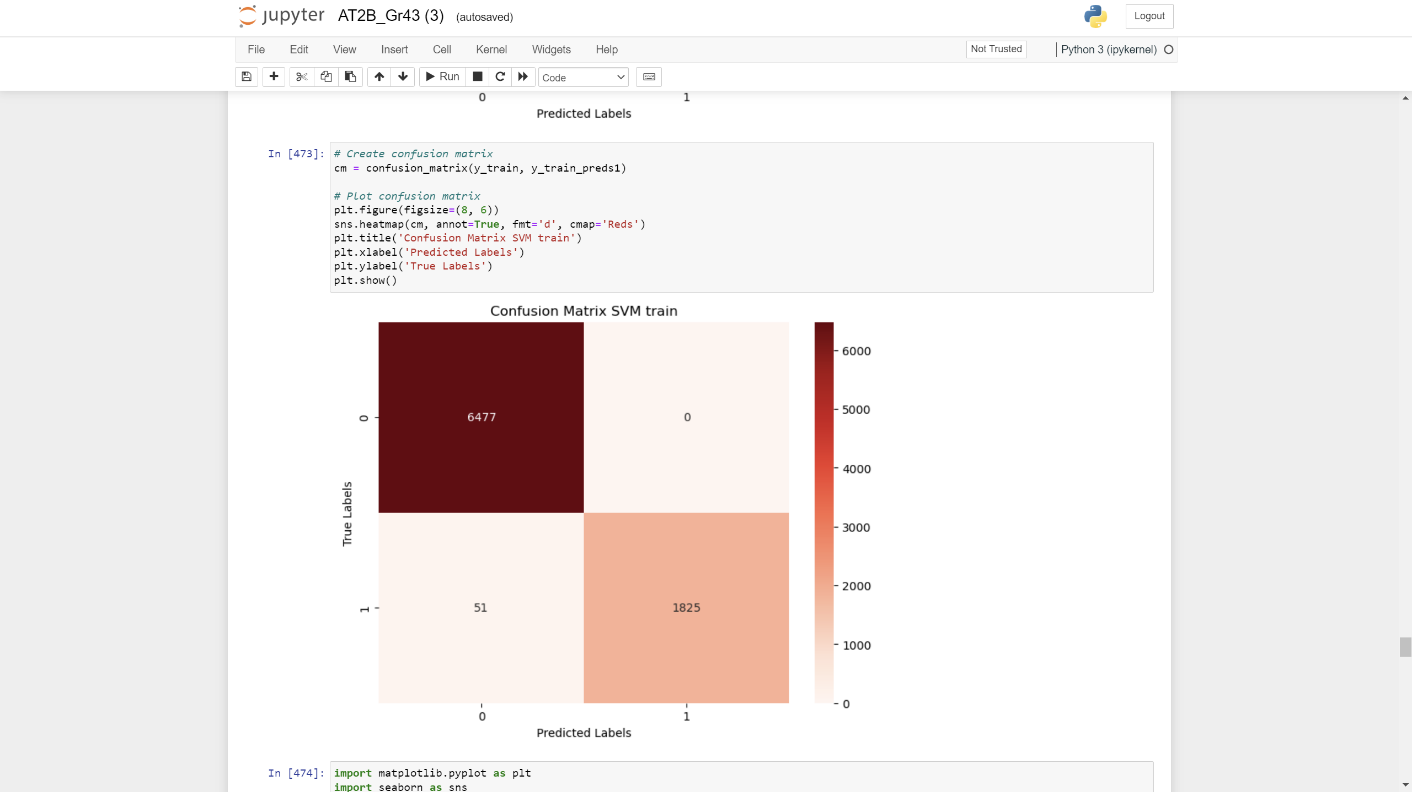 jupyter AT2B_Gr43 (3) (autosaved)
Logout
File Edit View Insert Cell Kernel Widgets Help
Not Trusted
Python 3 (ipykernel)
Run
Code
0 1
Predicted Labels
In [473]:
# Create confusion matrix
cm = confusion_matrix(y_train, y_train_preds1)
# Plot confusion matrix
plt.figure(figsize=(8, 6))
sns.heatmap(cm, annot=True, fmt='d', cmap='Reds')
plt.title('Confusion Matrix SVM train')
plt.xlabel('Predicted Labels')
plt.ylabel('True Labels')
plt.show()
Confusion Matrix SVM train
6000
5000
4000
3000
2000
1000
0
True Labels
0
6477 0
1
51 1825
0 1
Predicted Labels
In [474]:
import matplotlib.pyplot as plt
import seaborn as sns